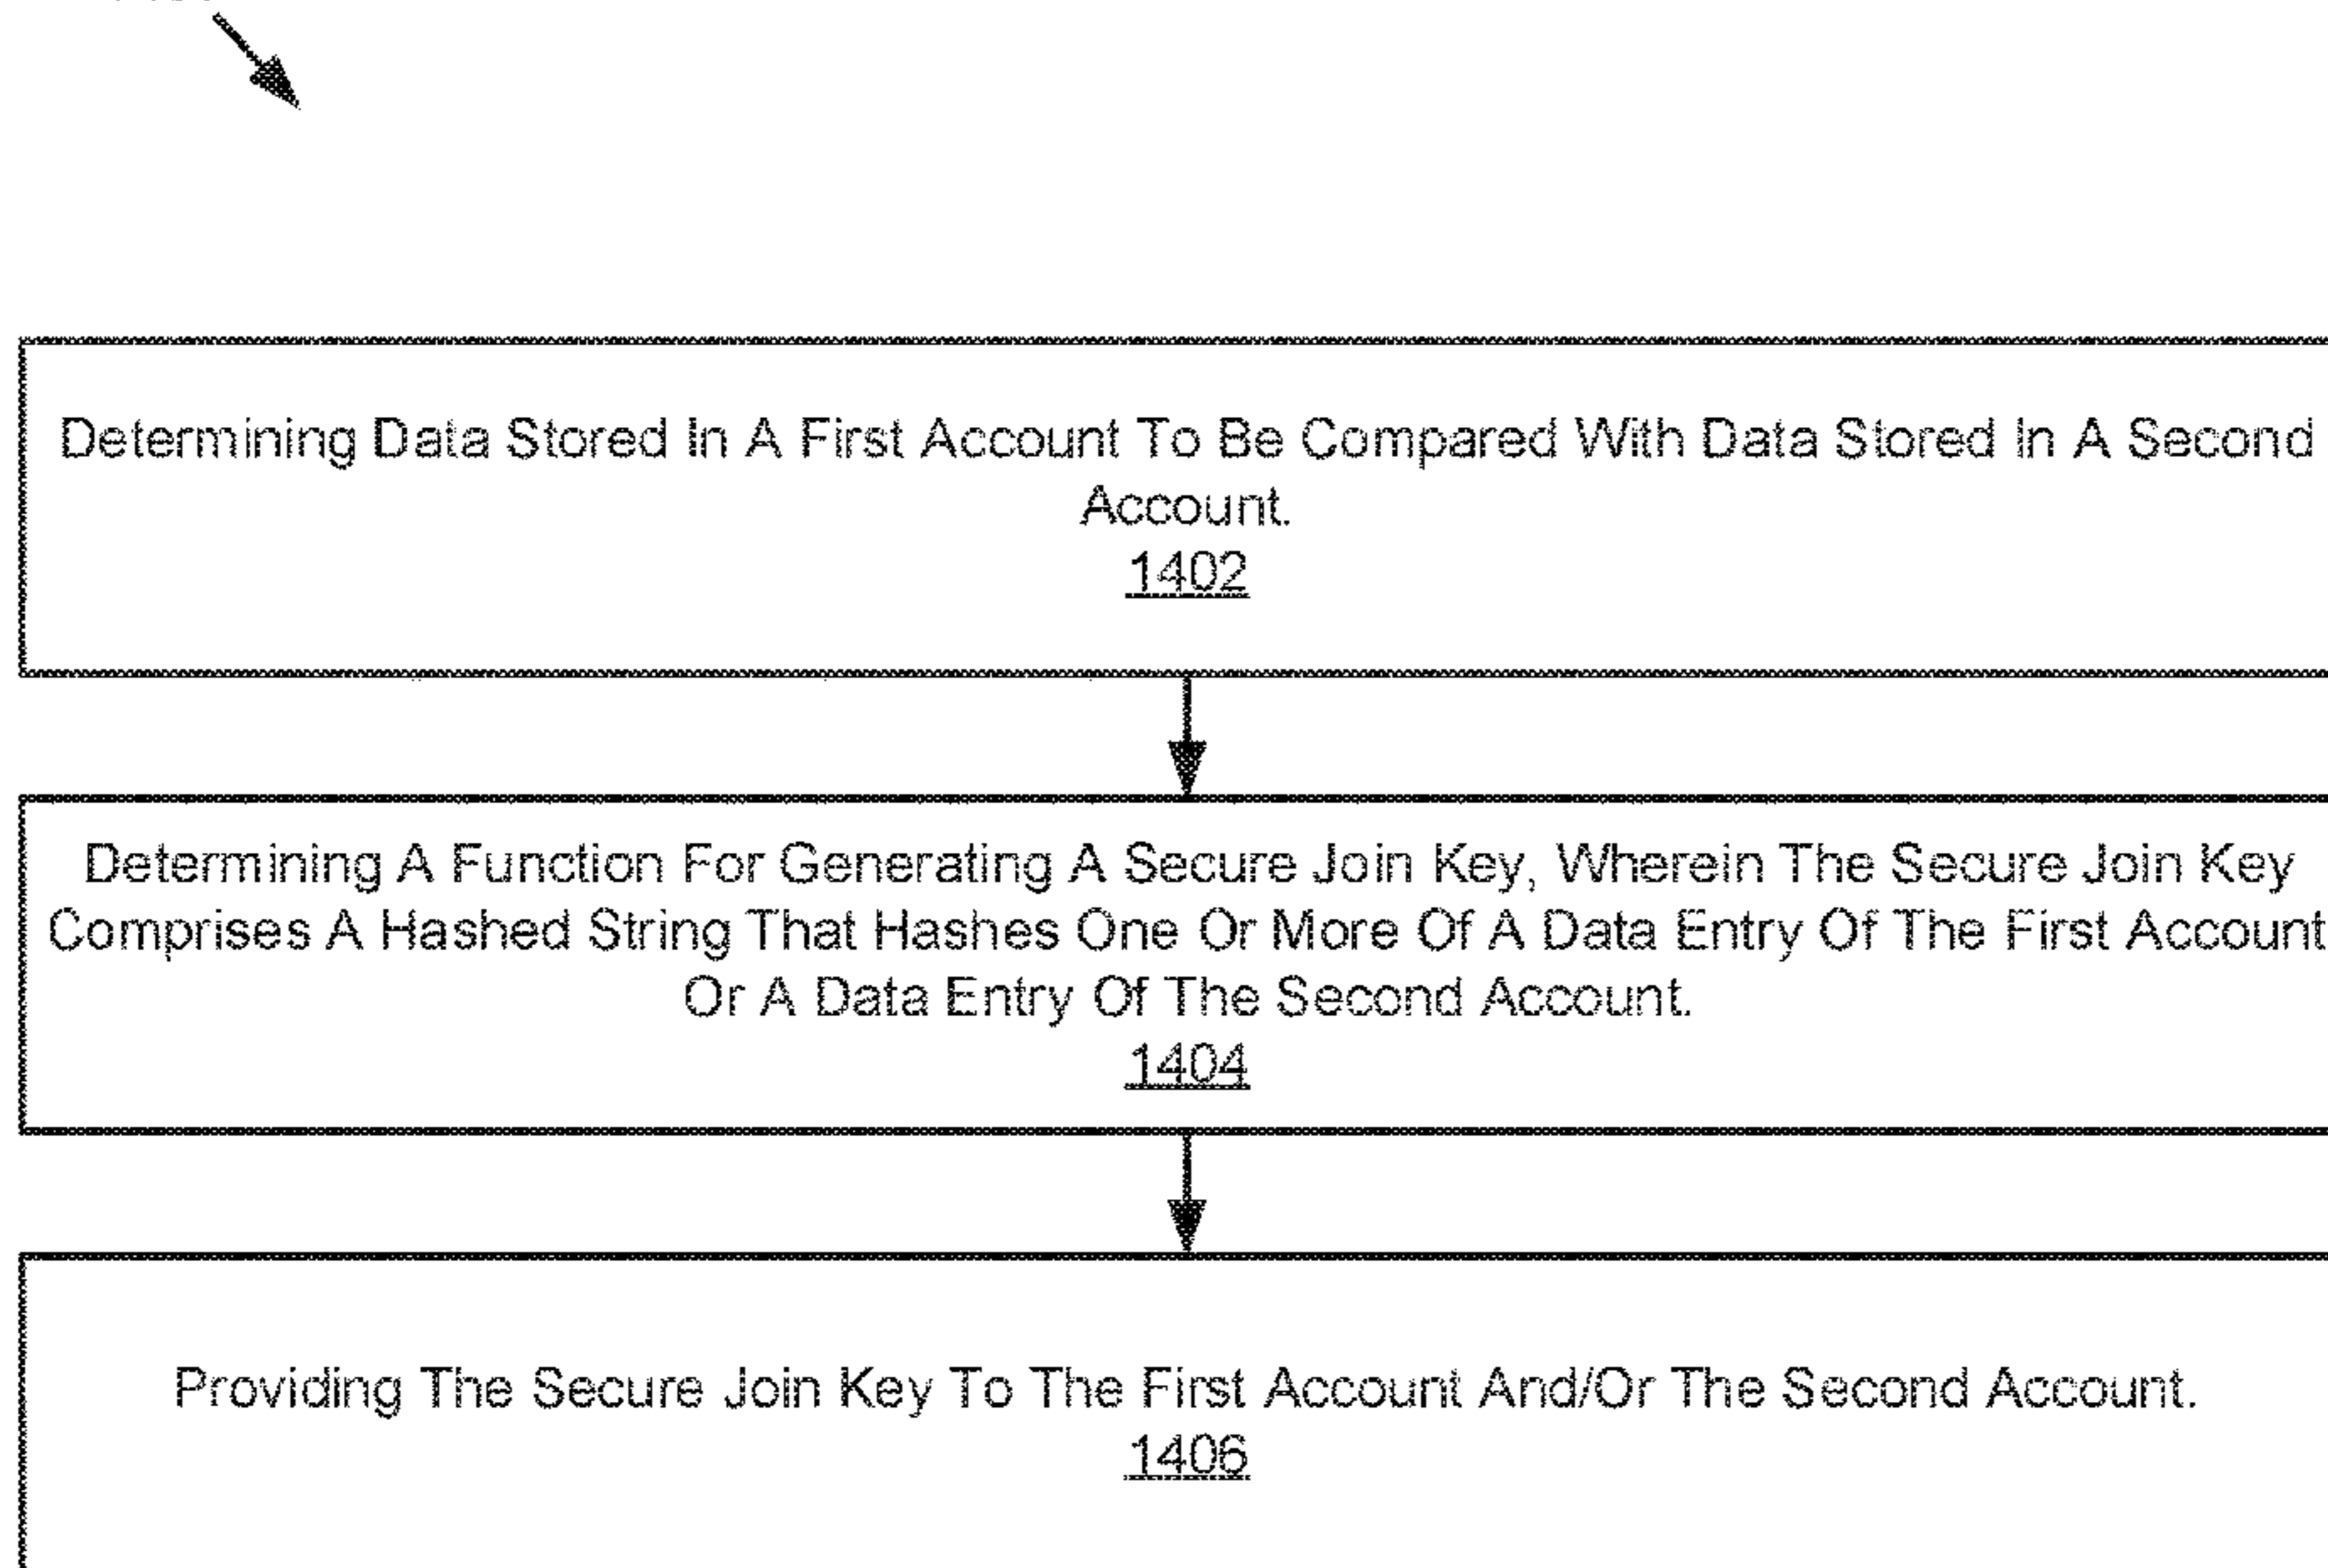 Determining Data Stored In A First Account To Be Compared With Data Stored In A Second
Account.
1402
Determining A Function For Generating A Secure Join Key, Wherein The Secure Join Key
Comprises A Hashed String That Hashes One Or More Of A Data Entry Of The First Account
Or A Data Entry Of The Second Account.
1404
Providing The Secure Join Key To The First Account And/Or The Second Account.
1406